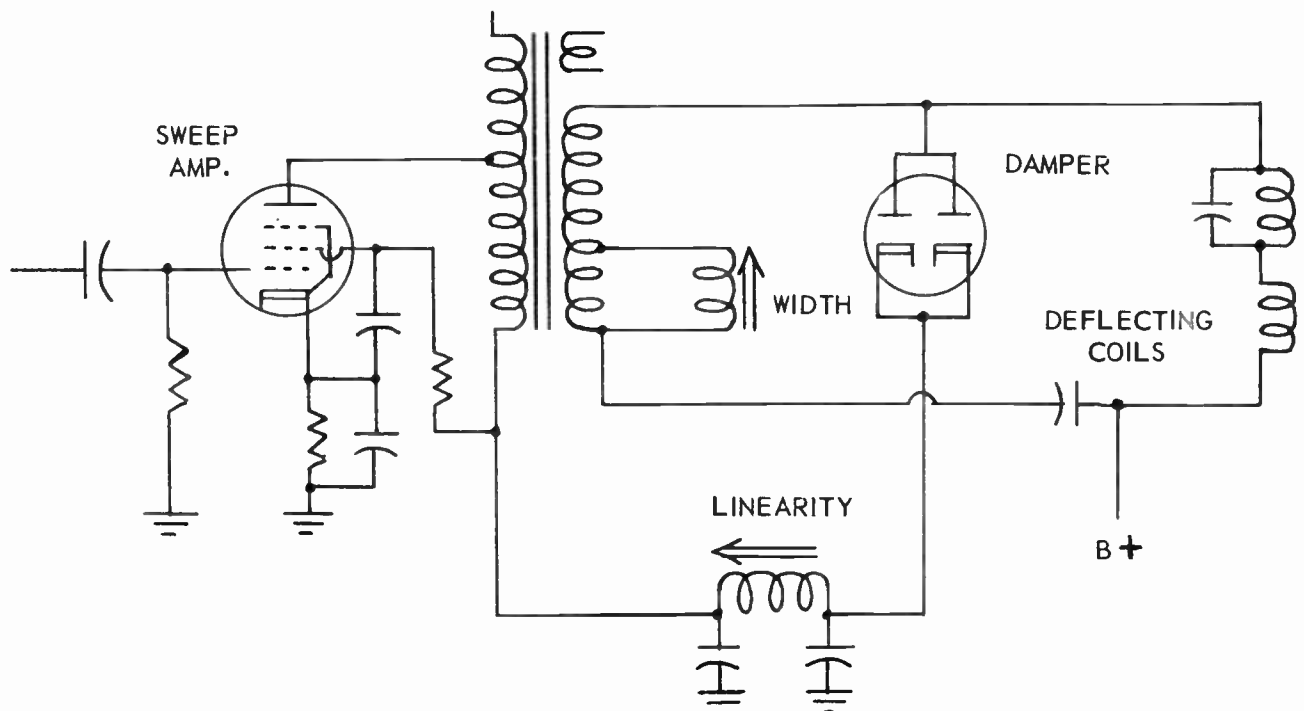 SWEEP
AMP.
DAMPER
WIDTH
DEFLECTING
COILS
LINEARITY
B+